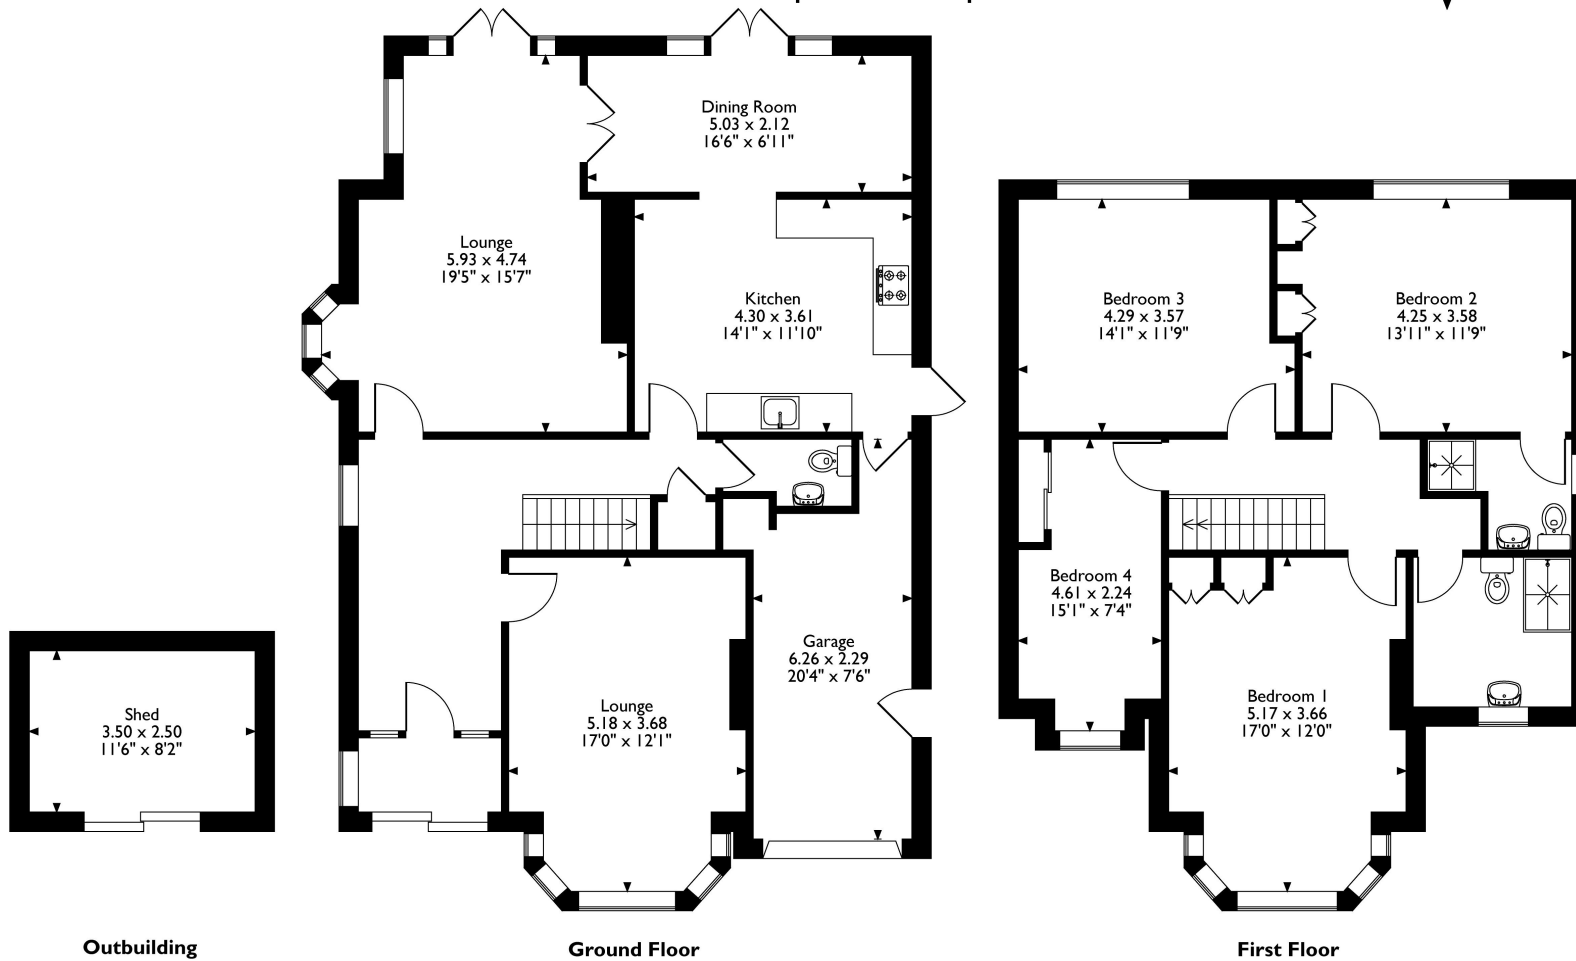 Dining Room
5.03 x 2.12
16'6" x 6'11"
Lounge
5.93 x 4.74
19'5" x 15'7"
Kitchen
4.30 x 3.61
14'1" x 11'10"
Bedroom 3
4.29 x 3.57
14'1" x 11'9"
Bedroom 2
4.25 x 3.58
13'11" x 11'9"
Bedroom 4
4.61 x 2.24
15'1" x 7'4"
Garage
6.26 x 2.29
20'4" x 7'6"
Shed
3.50 x 2.50
11'6" x 8'2"
Lounge
5.18 x 3.68
17'0" x 12'1"
Bedroom 1
5.17 x 3.66
17'0" x 12'0"
Outbuilding
Ground Floor
First Floor